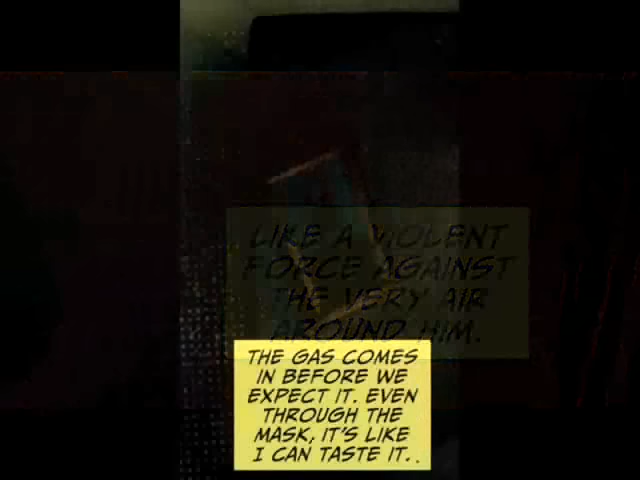 LIKE A VIOLENT
FORCE AGAINST
THE VERY AIR
AROUND HIM.
THE GAS COMES
IN BEFORE WE
EXPECT IT. EVEN
THROUGH THE
MASK, IT'S LIKE
I CAN TASTE IT. .